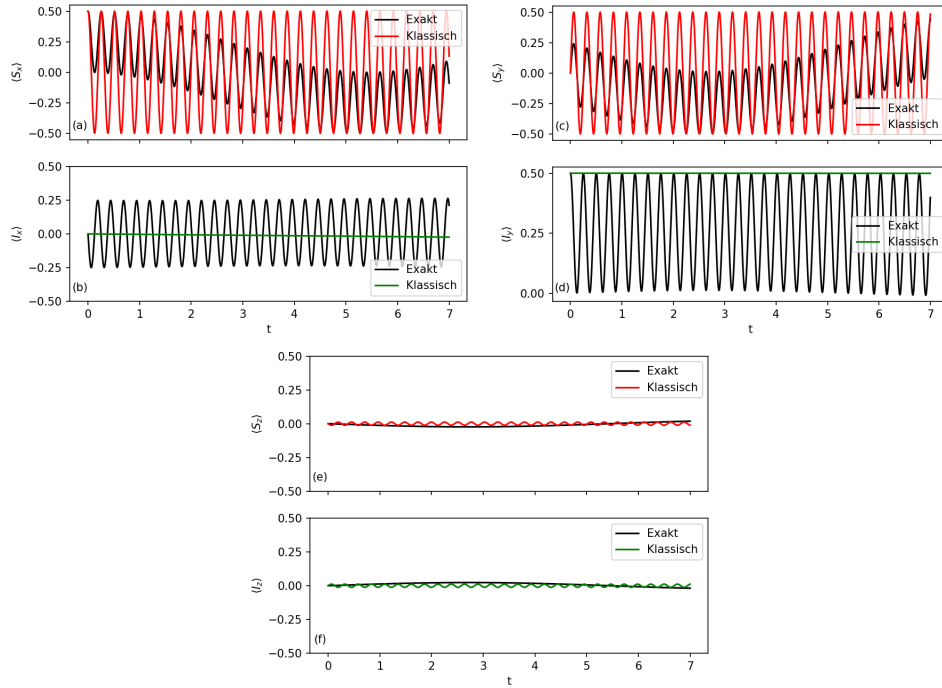 ⟨Sₓ⟩
0.50
0.25
0.00
−0.25
−0.50
(a)
Exakt
Klassisch
⟨Iₓ⟩
0.50
0.25
0.00
−0.25
−0.50
(b)
Exakt
Klassisch
0 1 2 3 4 5 6 7
t
⟨S_y⟩
0.50
0.25
0.00
−0.25
−0.50
(c)
Exakt
Klassisch
⟨I_y⟩
0.50
0.25
0.00
(d)
Exakt
Klassisch
0 1 2 3 4 5 6 7
t
⟨S_z⟩
0.50
0.25
0.00
−0.25
−0.50
(e)
Exakt
Klassisch
⟨I_z⟩
0.50
0.25
0.00
−0.25
−0.50
(f)
Exakt
Klassisch
0 1 2 3 4 5 6 7
t